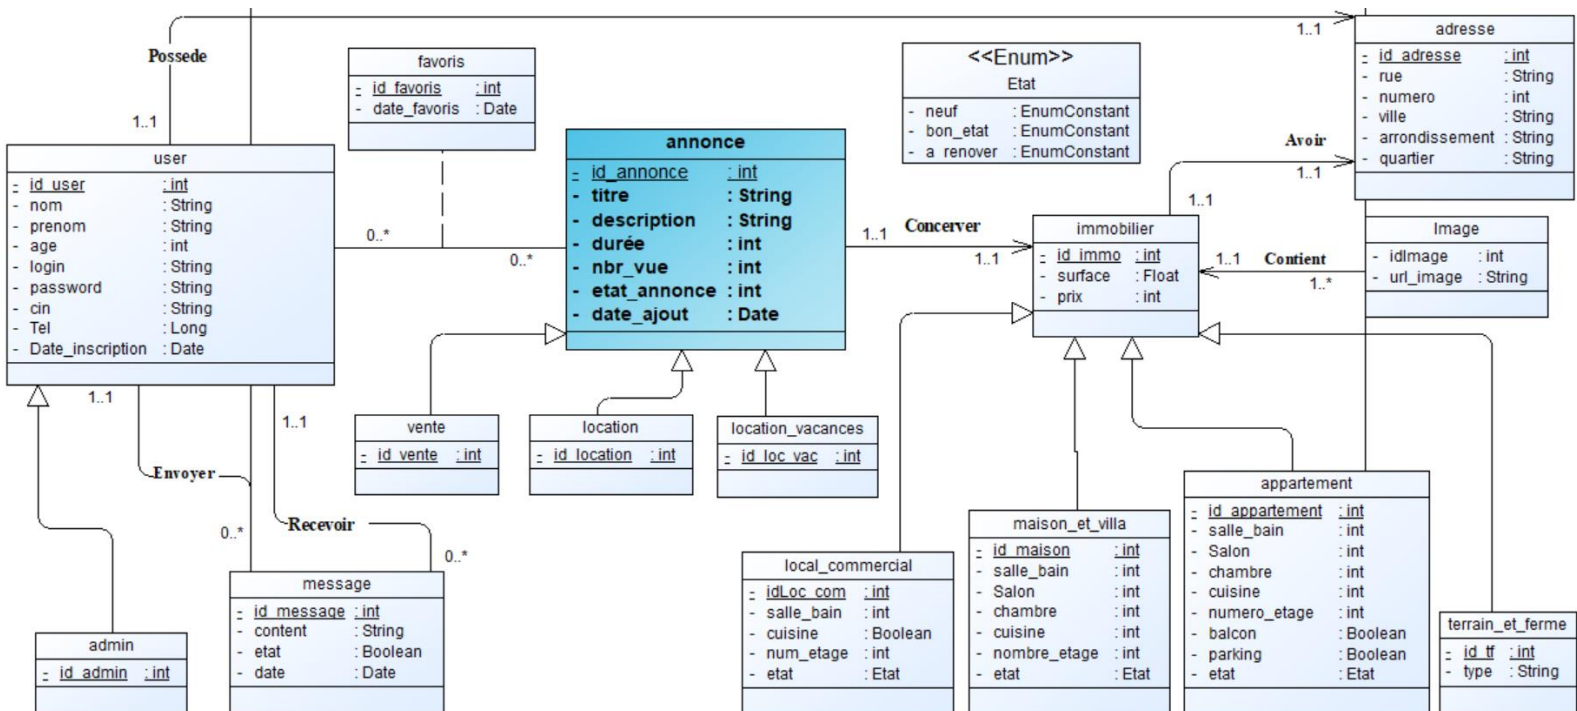 Possede
1..1
1..1
adresse
- id_adresse : int
- rue : String
- numero : int
- ville : String
- arrondissement : String
- quartier : String
favoris
- id_favoris : int
- date_favoris : Date
<<Enum>>
Etat
- neuf : EnumConstant
- bon_etat : EnumConstant
- a_renover : EnumConstant
user
- id_user : int
- nom : String
- prenom : String
- age : int
- login : String
- password : String
- cin : String
- Tel : Long
- Date_inscription : Date
0..*
0..*
annonce
- id_annonce : int
- titre : String
- description : String
- durée : int
- nbr_vue : int
- etat_annonce : int
- date_ajout : Date
1..1
Concerver
1..1
Avoir
1..1
1..1
immobilier
- id_immo : int
- surface : Float
- prix : int
1..1
Contient
1..*
Image
- idImage : int
- url_image : String
vente
- id_vente : int
location
- id_location : int
location_vacances
- id_loc_vac : int
1..1
Envoyer
0..*
1..1
Recevoir
0..*
admin
- id_admin : int
message
- id_message : int
- content : String
- etat : Boolean
- date : Date
local_commercial
- idLoc_com : int
- salle_bain : int
- cuisine : Boolean
- num_etage : int
- etat : Etat
maison_et_villa
- id_maison : int
- salle_bain : int
- Salon : int
- chambre : int
- cuisine : int
- nombre_etage : int
- etat : Etat
appartement
- id_appartement : int
- salle_bain : int
- Salon : int
- chambre : int
- cuisine : int
- numero_etage : int
- balcon : Boolean
- parking : Boolean
- etat : Etat
terrain_et_ferme
- id_tf : int
- type : String